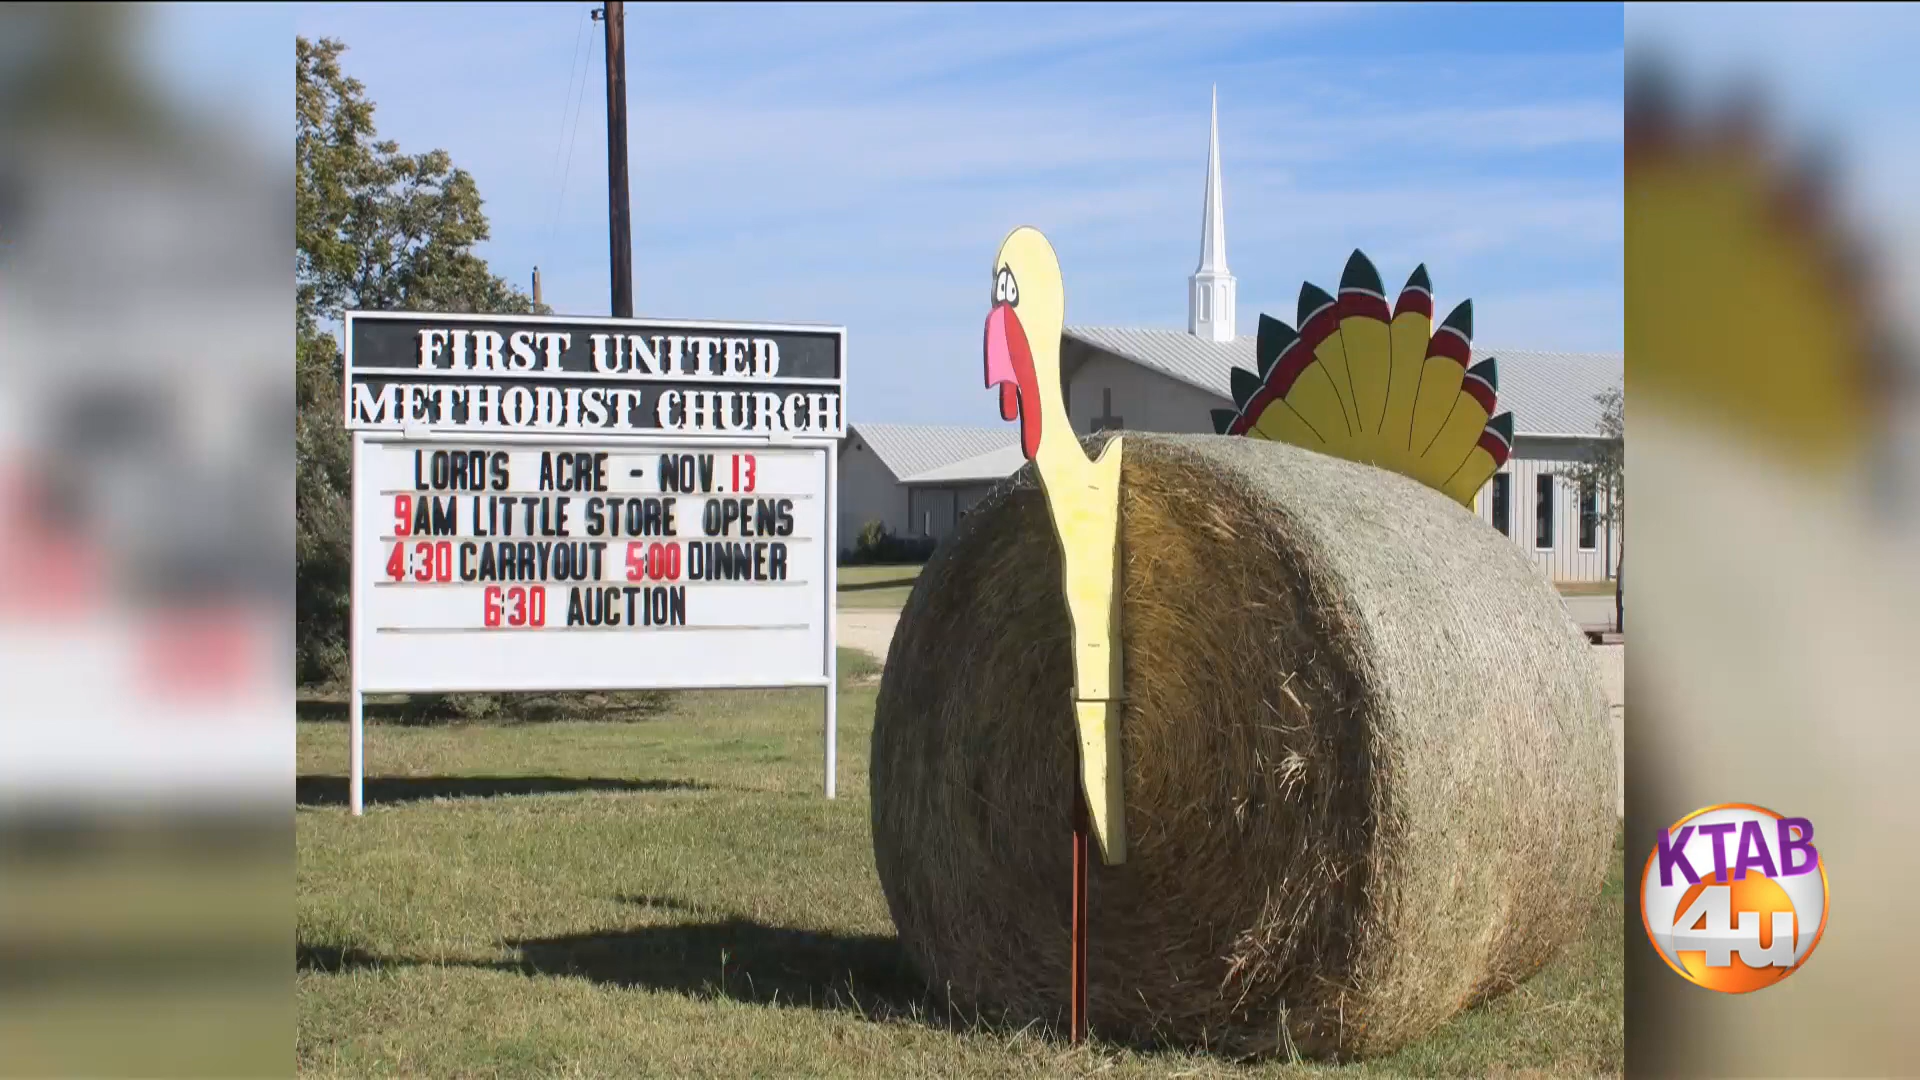 FIRST UNITED
METHODIST CHURCH
LORD'S ACRE - NOV. 13
9AM LITTLE STORE OPENS
4:30 CARRYOUT 5:00 DINNER
6:30 AUCTION
KTAB
4u